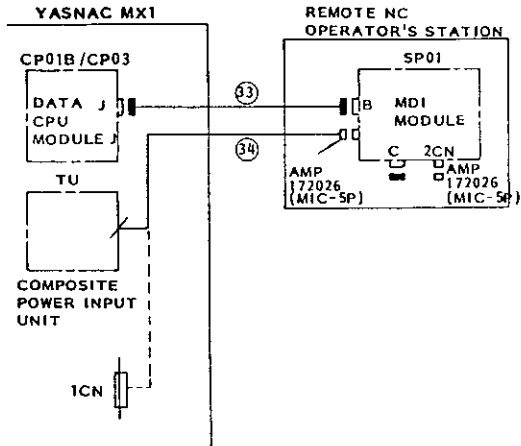 YASNAC MX1
REMOTE NC
OPERATOR'S STATION
CP01B/CP03
SP01
DATA J
CPU
MODULE J
33
B
MDI
MODULE
34
C
2CN
AMP
172026
(MIC-5P)
AMP
172026
(MIC-5P)
TU
COMPOSITE
POWER INPUT
UNIT
1CN